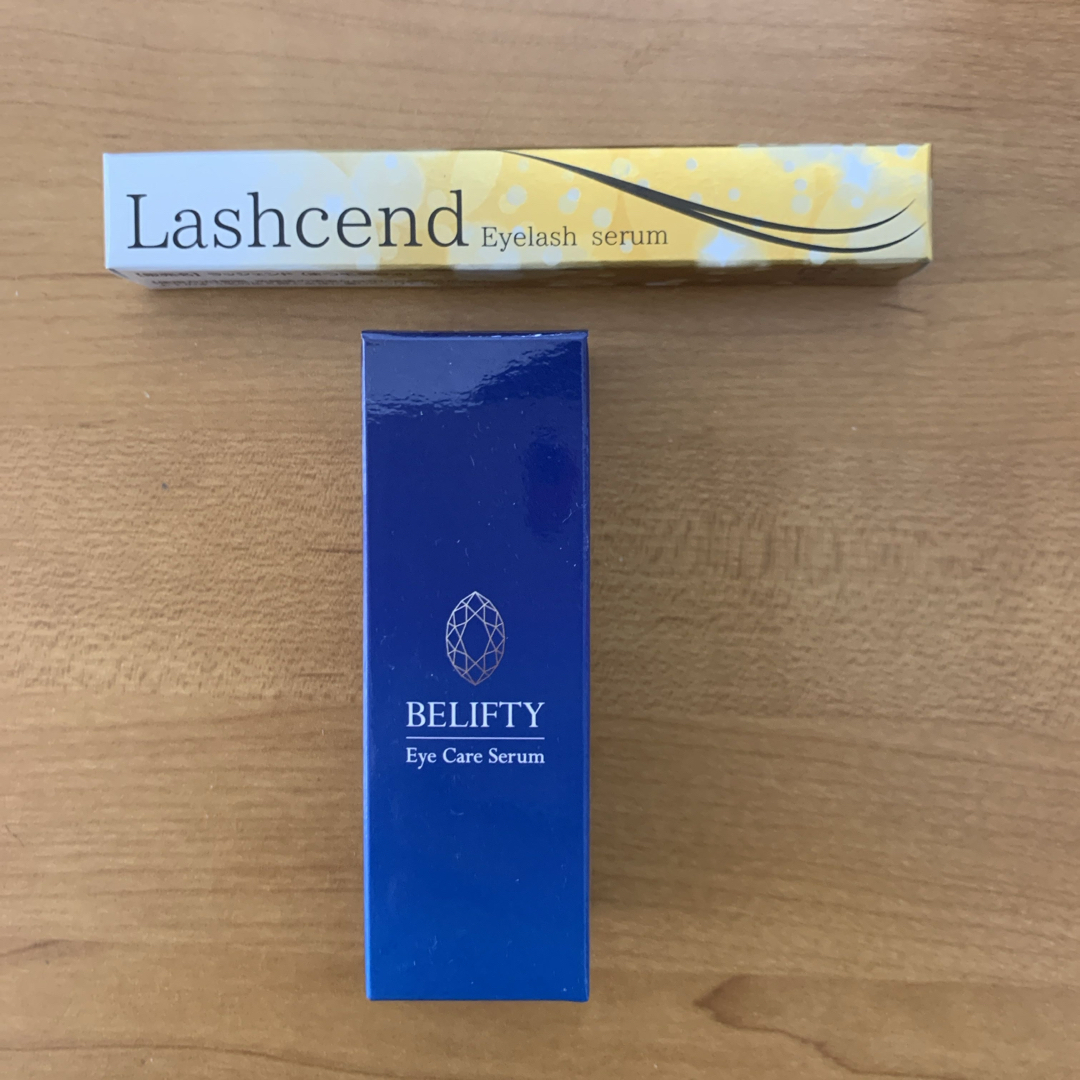 Lashcend Eyelash serum
BELIFTY
Eye Care Serum